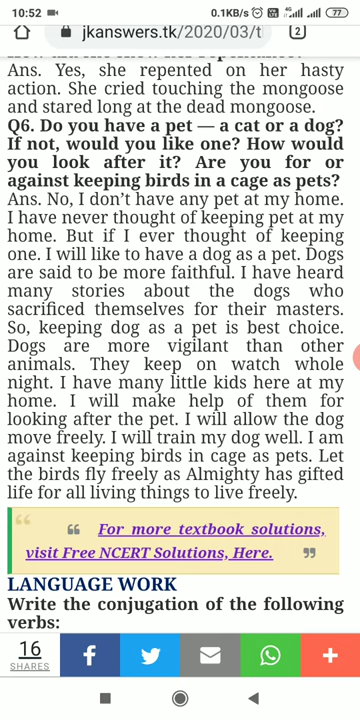 10:52
0.1KB/s
4G
77
jkanswers.tk/2020/03/t
2
Ans. Yes, she repented on her hasty
action. She cried touching the mongoose
and stared long at the dead mongoose.
Q6. Do you have a pet — a cat or a dog?
If not, would you like one? How would
you look after it? Are you for or
against keeping birds in a cage as pets?
Ans. No, I don’t have any pet at my home.
I have never thought of keeping pet at my
home. But if I ever thought of keeping
one. I will like to have a dog as a pet. Dogs
are said to be more faithful. I have heard
many stories about the dogs who
sacrificed themselves for their masters.
So, keeping dog as a pet is best choice.
Dogs are more vigilant than other
animals. They keep on watch whole
night. I have many little kids here at my
home. I will make help of them for
looking after the pet. I will allow the dog
move freely. I will train my dog well. I am
against keeping birds in cage as pets. Let
the birds fly freely as Almighty has gifted
life for all living things to live freely.
“ For more textbook solutions,
visit Free NCERT Solutions, Here. ”
LANGUAGE WORK
Write the conjugation of the following
verbs:
16
SHARES